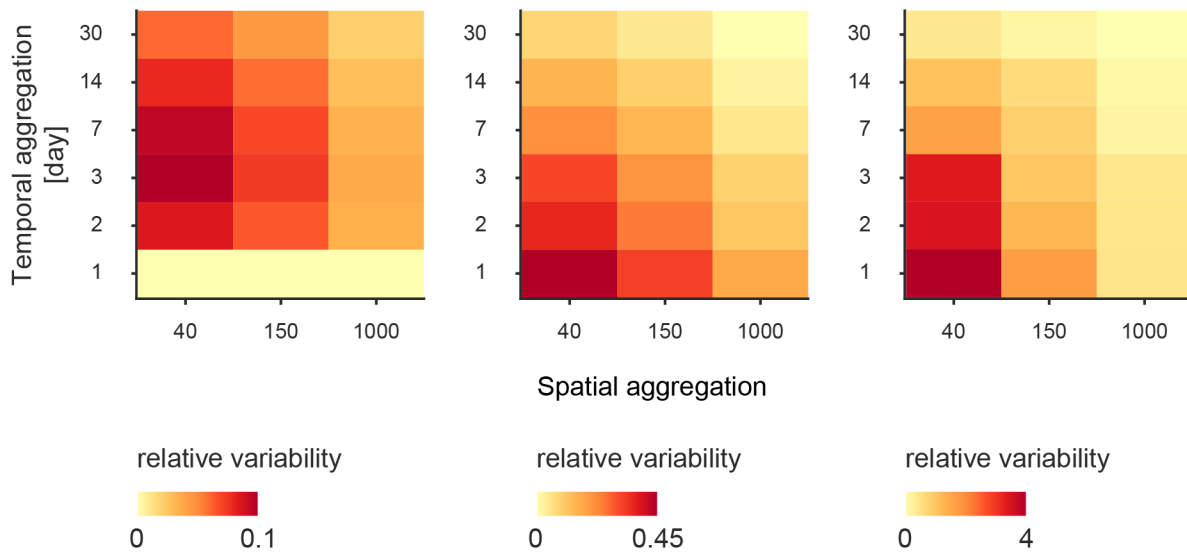 Temporal aggregation
[day]
30
14
7
3
2
1
40 150 1000
30
14
7
3
2
1
40 150 1000
30
14
7
3
2
1
40 150 1000
Spatial aggregation
relative variability
0 0.1
relative variability
0 0.45
relative variability
0 4